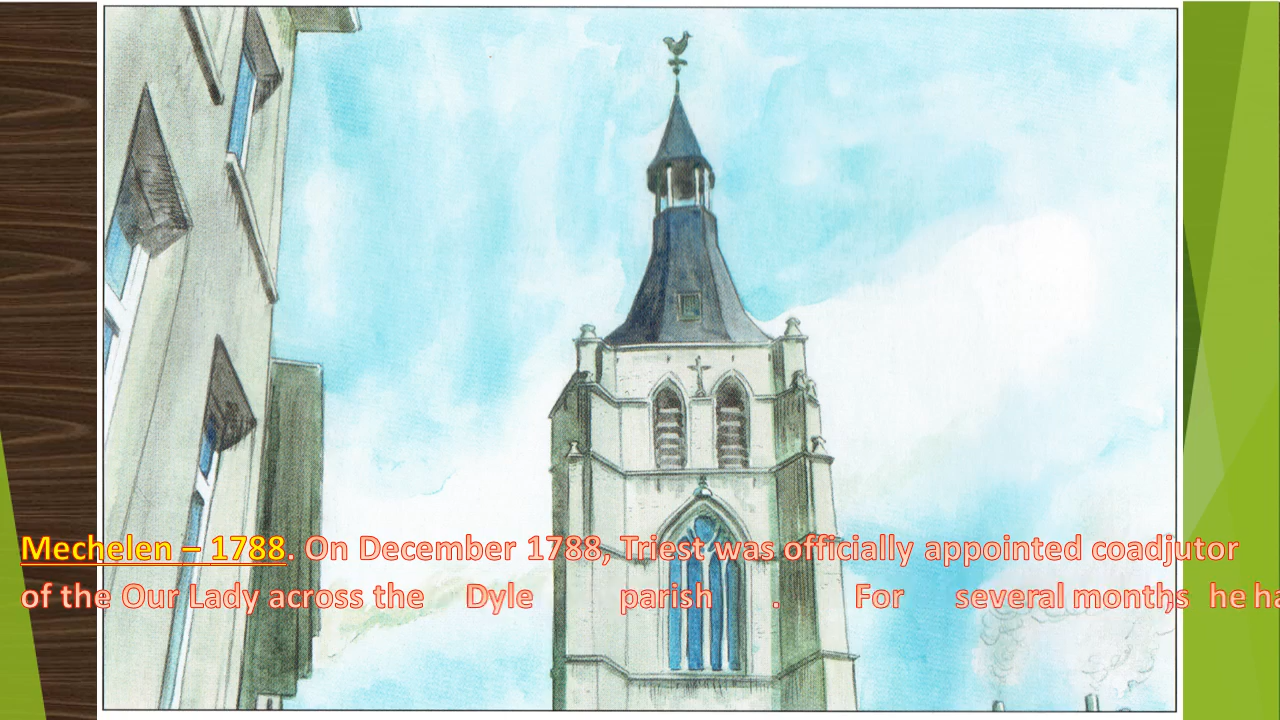 Mechelen – 1788. On December 1788, Triest was officially appointed coadjutor
of the Our Lady across the Dyle parish . For several months, he ha